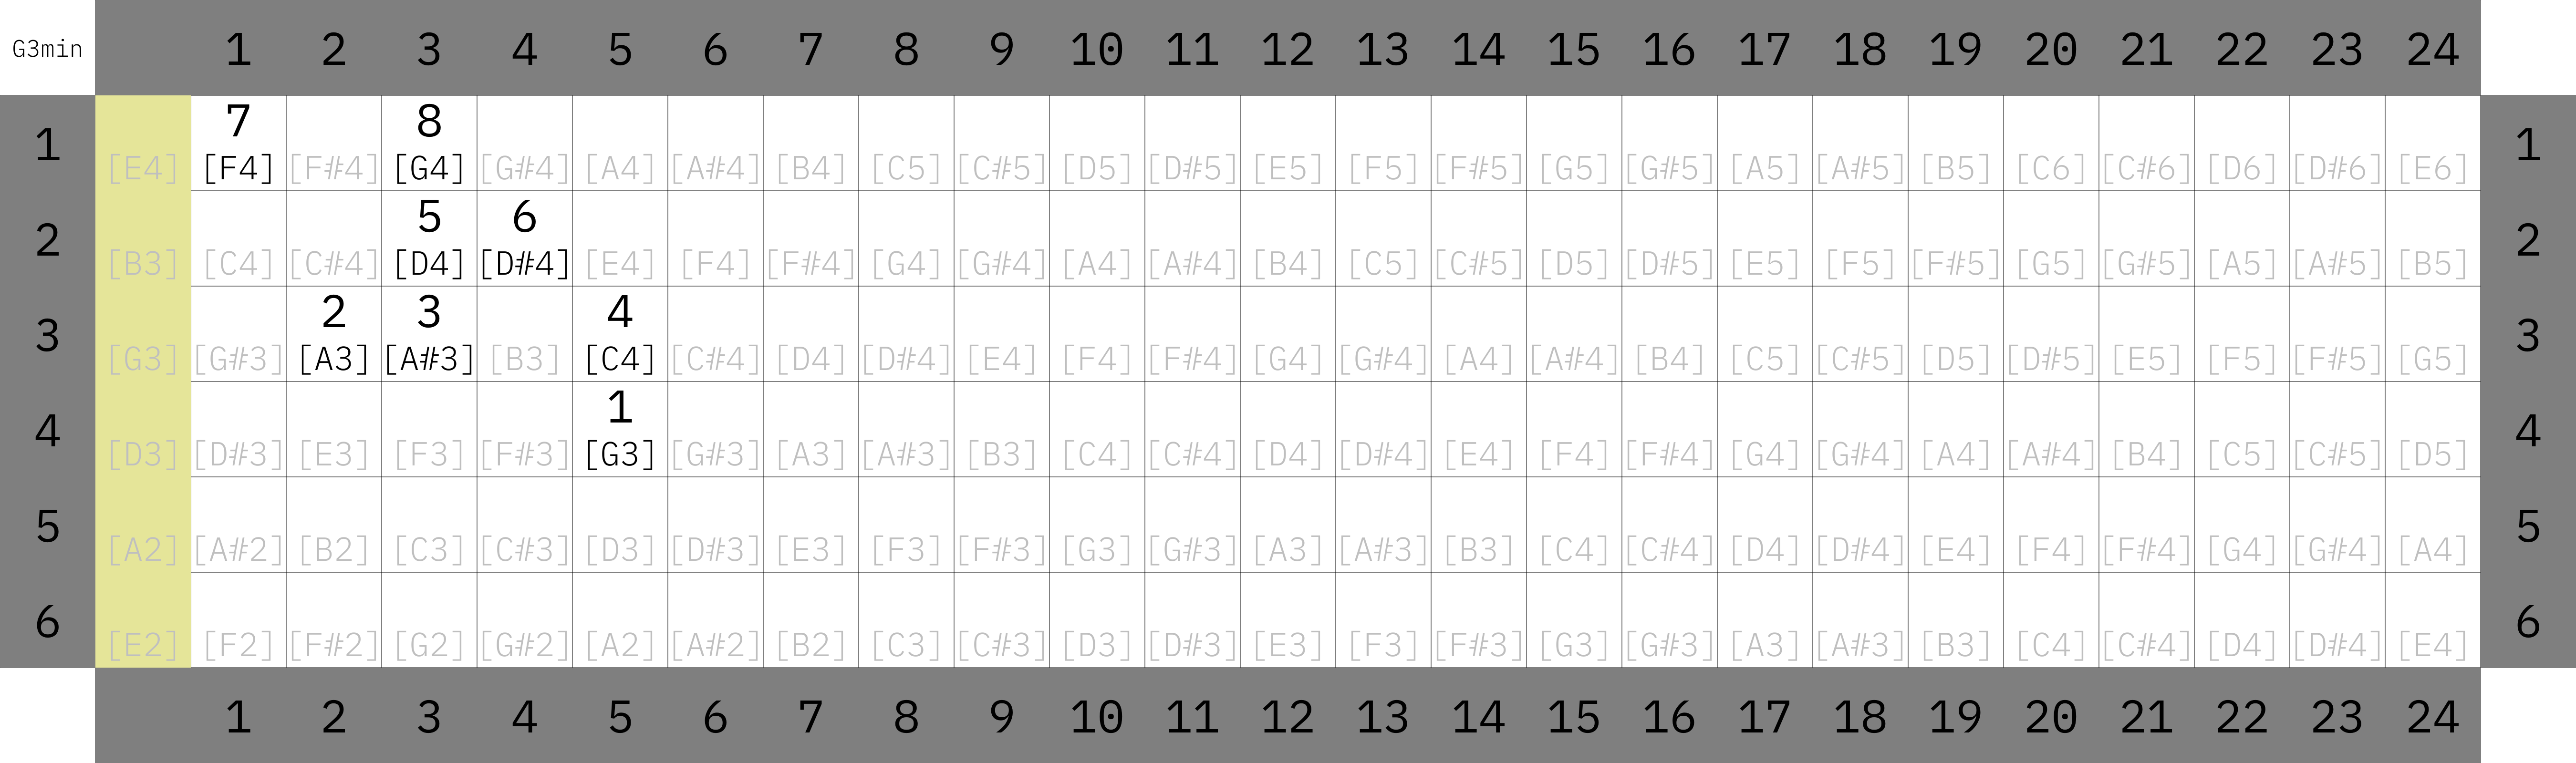 G3min 1 2 3 4 5 6 7 8 9 10 11 12 13 14 15 16 17 18 19 20 21 22 23 24
7 8
1 [E4] [F4] [F#4] [G4] [G#4] [A4] [A#4] [B4] [C5] [C#5] [D5] [D#5] [E5] [F5] [F#5] [G5] [G#5] [A5] [A#5] [B5] [C6] [C#6] [D6] [D#6] [E6] 1
5 6
2 [B3] [C4] [C#4] [D4] [D#4] [E4] [F4] [F#4] [G4] [G#4] [A4] [A#4] [B4] [C5] [C#5] [D5] [D#5] [E5] [F5] [F#5] [G5] [G#5] [A5] [A#5] [B5] 2
2 3 4
3 [G3] [G#3] [A3] [A#3] [B3] [C4] [C#4] [D4] [D#4] [E4] [F4] [F#4] [G4] [G#4] [A4] [A#4] [B4] [C5] [C#5] [D5] [D#5] [E5] [F5] [F#5] [G5] 3
1
4 [D3] [D#3] [E3] [F3] [F#3] [G3] [G#3] [A3] [A#3] [B3] [C4] [C#4] [D4] [D#4] [E4] [F4] [F#4] [G4] [G#4] [A4] [A#4] [B4] [C5] [C#5] [D5] 4
5 [A2] [A#2] [B2] [C3] [C#3] [D3] [D#3] [E3] [F3] [F#3] [G3] [G#3] [A3] [A#3] [B3] [C4] [C#4] [D4] [D#4] [E4] [F4] [F#4] [G4] [G#4] [A4] 5
6 [E2] [F2] [F#2] [G2] [G#2] [A2] [A#2] [B2] [C3] [C#3] [D3] [D#3] [E3] [F3] [F#3] [G3] [G#3] [A3] [A#3] [B3] [C4] [C#4] [D4] [D#4] [E4] 6
1 2 3 4 5 6 7 8 9 10 11 12 13 14 15 16 17 18 19 20 21 22 23 24